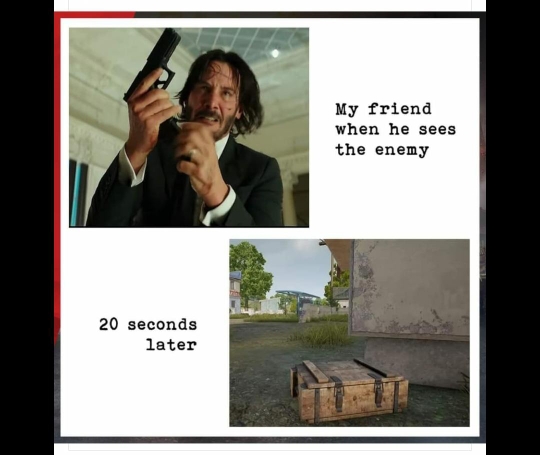 My friend
when he sees
the enemy
20 seconds
later